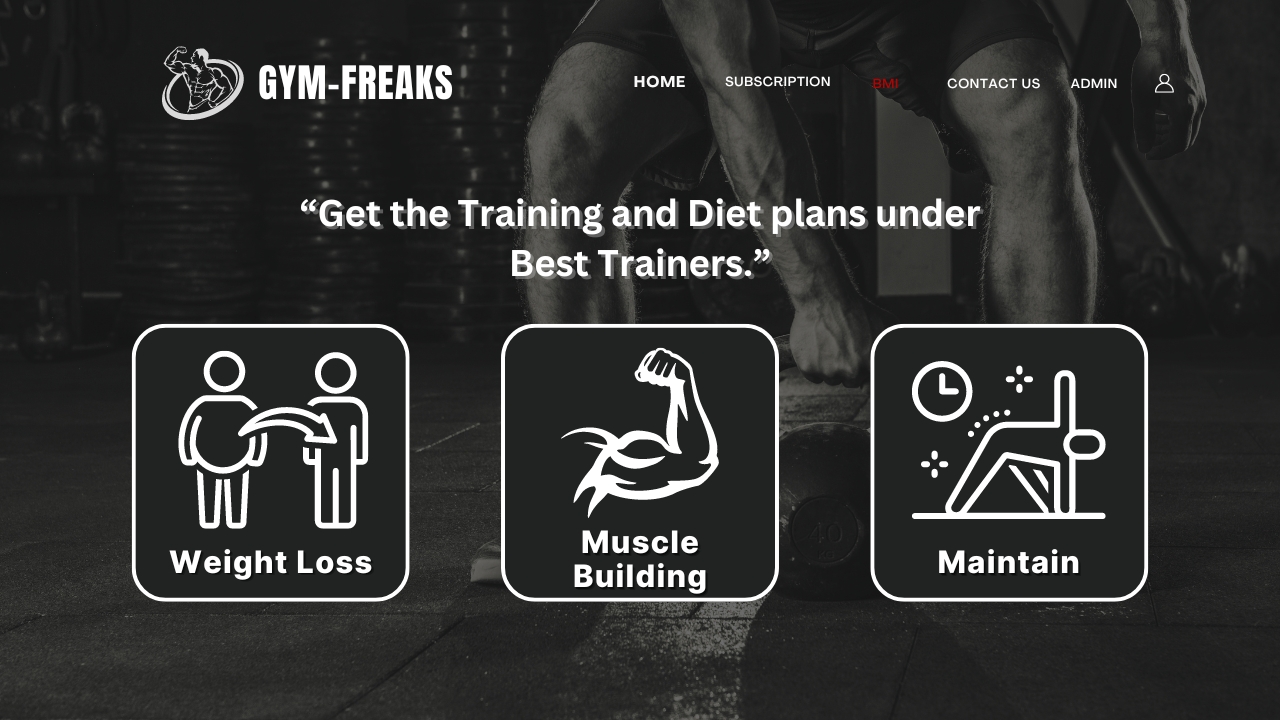 GYM-FREAKS
HOME SUBSCRIPTION BMI CONTACT US ADMIN
“Get the Training and Diet plans under
Best Trainers.”
Weight Loss
Muscle
Building
Maintain
40